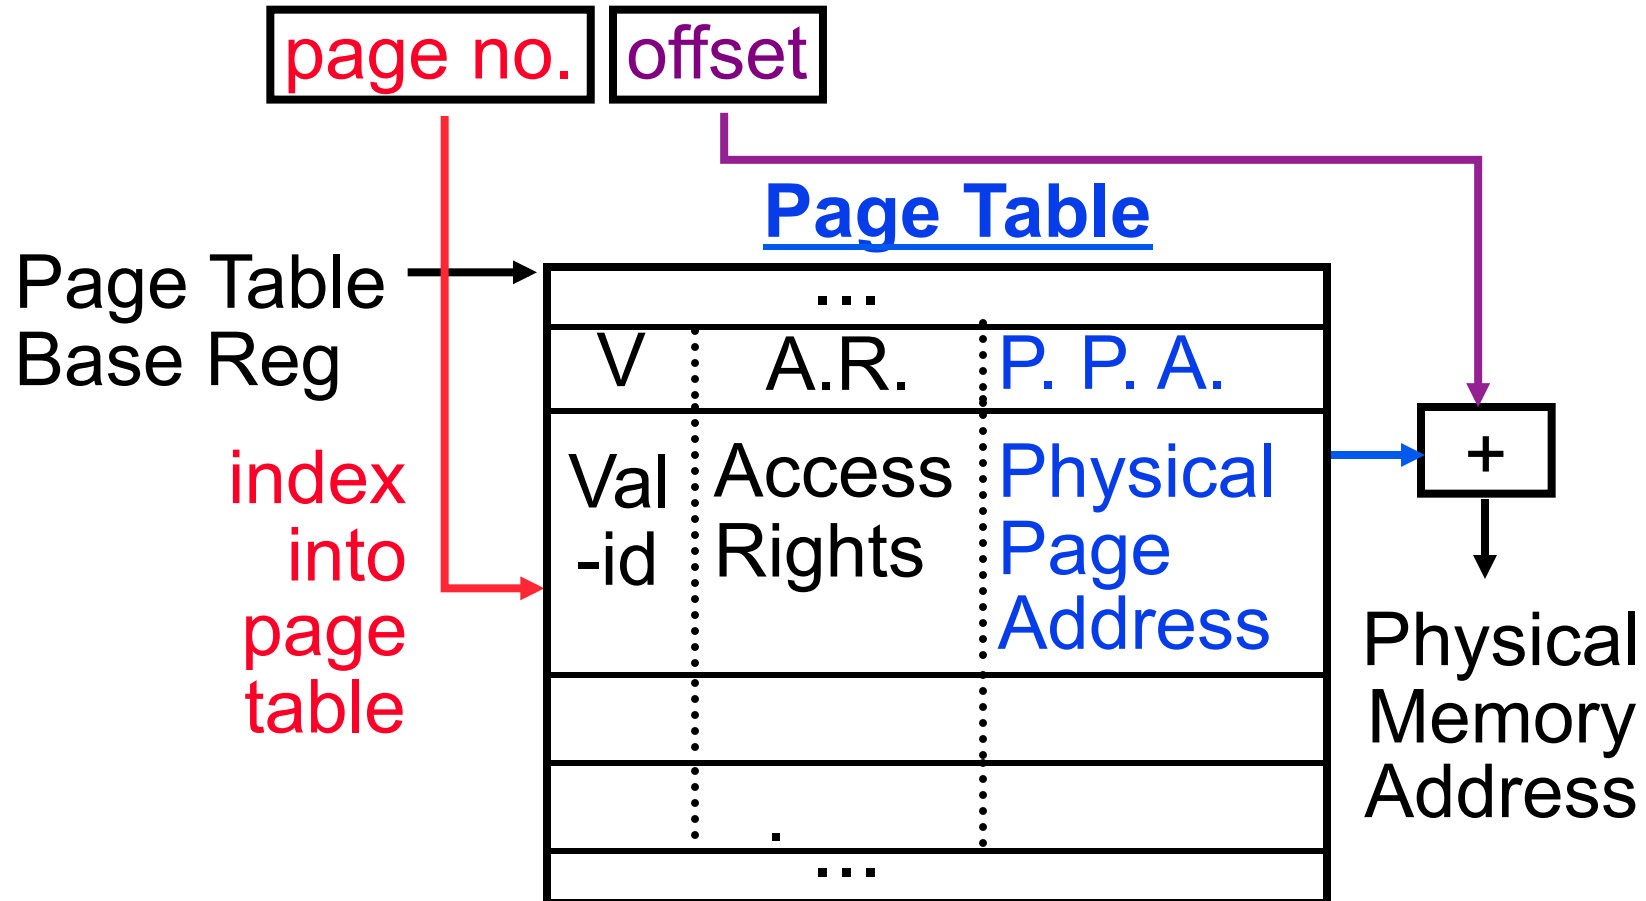 page no. offset
Page Table
Page Table
Base Reg
...
V A.R. P. P. A.
index
into
page
table
Val
-id
Access
Rights
Physical
Page
Address
+
.
...
Physical
Memory
Address